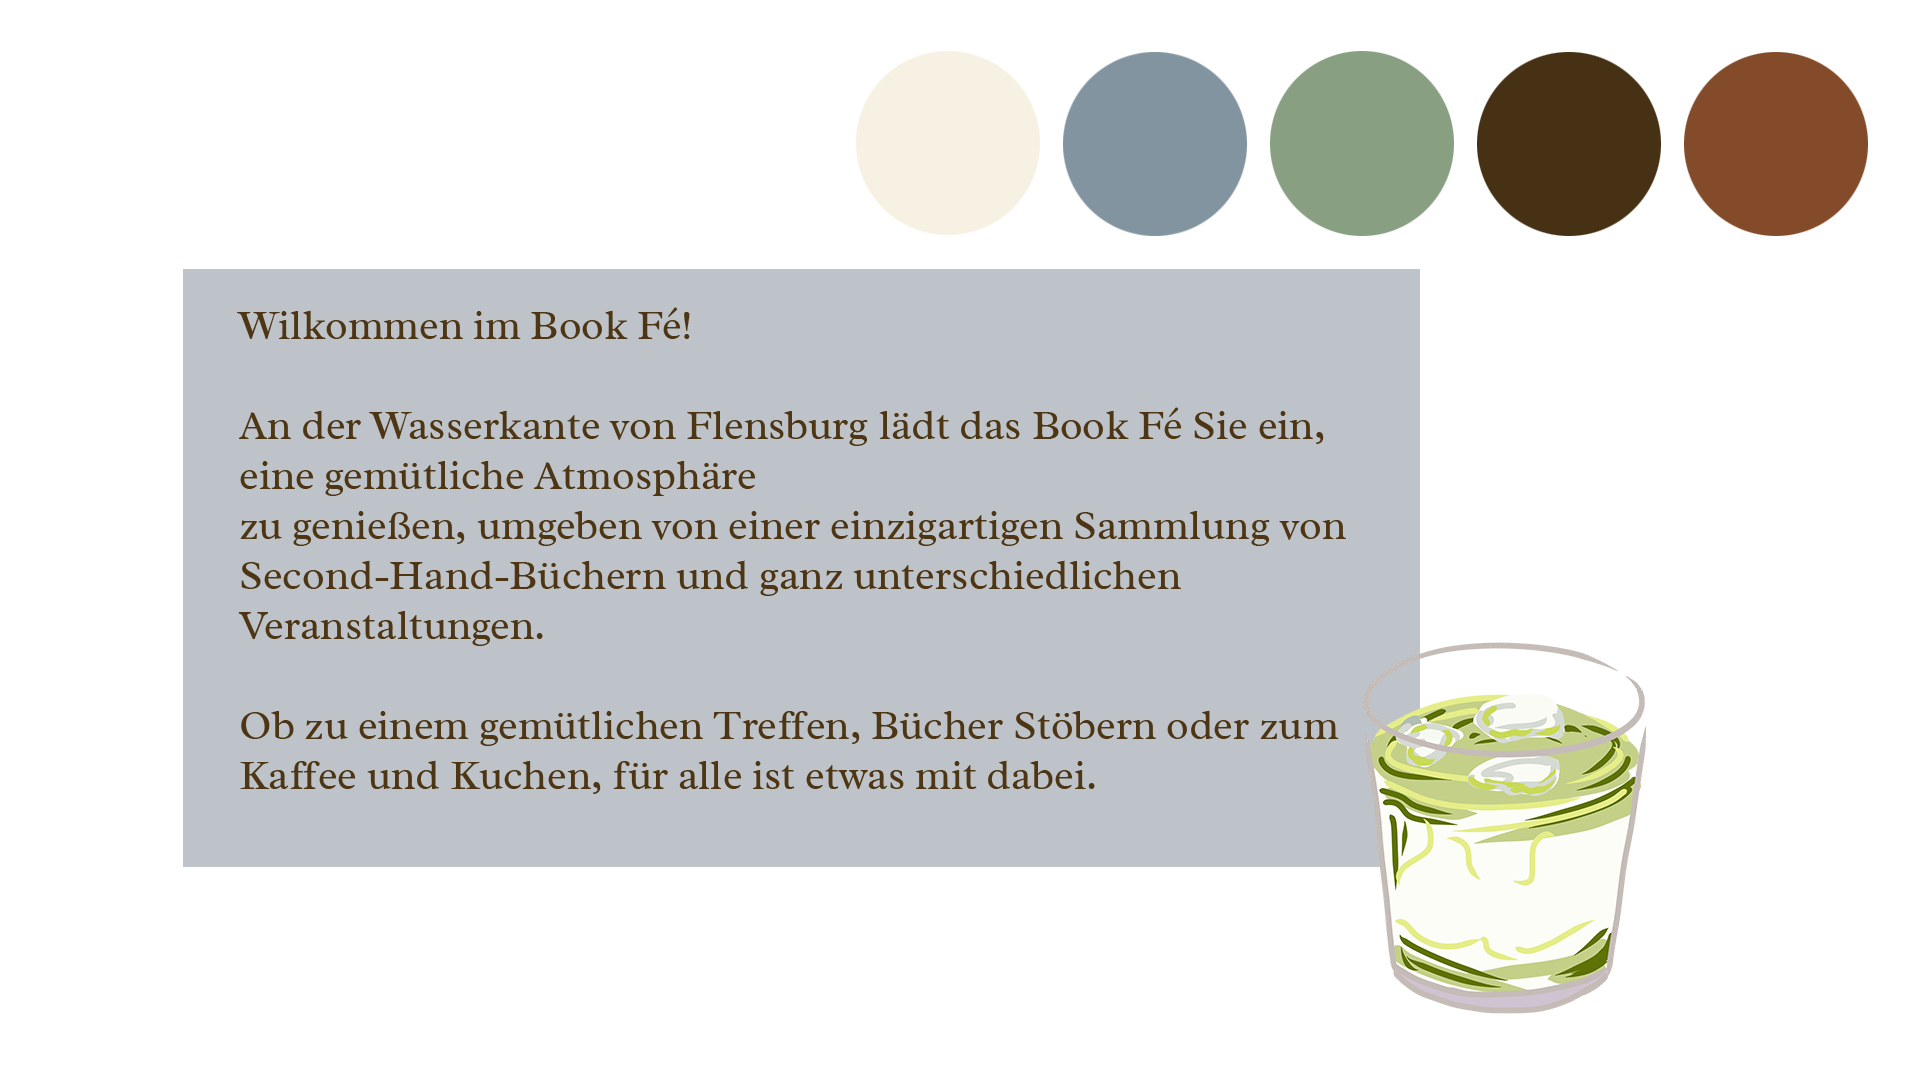 Wilkommen im Book Fé!
An der Wasserkante von Flensburg lädt das Book Fé Sie ein,
eine gemütliche Atmosphäre
zu genießen, umgeben von einer einzigartigen Sammlung von
Second-Hand-Büchern und ganz unterschiedlichen
Veranstaltungen.
Ob zu einem gemütlichen Treffen, Bücher Stöbern oder zum
Kaffee und Kuchen, für alle ist etwas mit dabei.